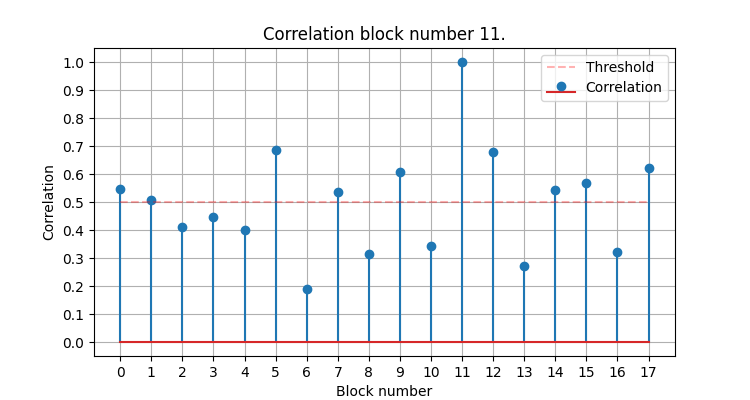 Correlation block number 11.
Threshold
Correlation
Correlation
1.0
0.9
0.8
0.7
0.6
0.5
0.4
0.3
0.2
0.1
0.0
0 1 2 3 4 5 6 7 8 9 10 11 12 13 14 15 16 17
Block number